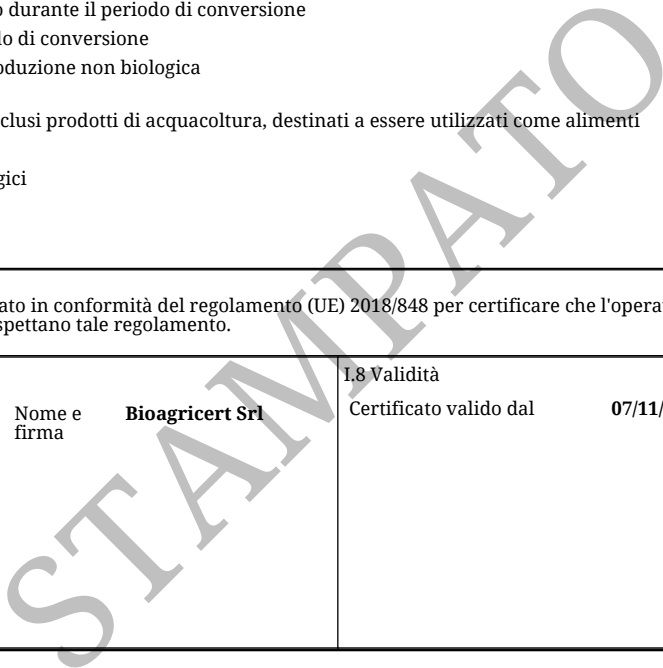 o durante il periodo di conversione
do di conversione
oduzione non biologica
clusi prodotti di acquacoltura, destinati a essere utilizzati come alimenti
gici
ato in conformità del regolamento (UE) 2018/848 per certificare che l'opera
spettano tale regolamento.
I.8 Validità
Nome e firma
Bioagricert Srl
Certificato valido dal
07/11/
STAMPATO